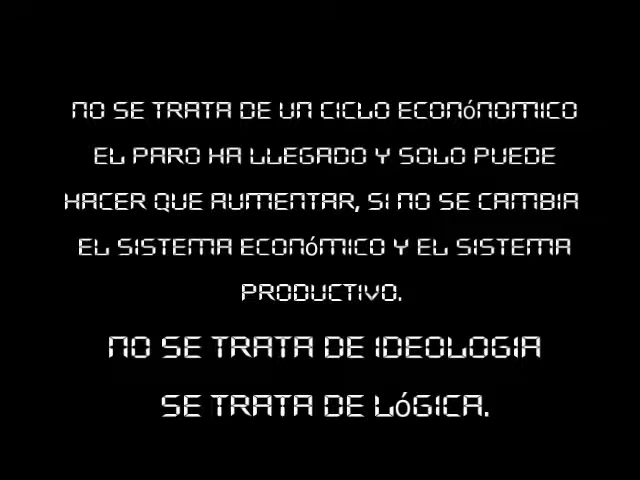 NO SE TRATA DE UN CICLO ECONÓNOMICO
EL PARO HA LLEGADO Y SOLO PUEDE
HACER QUE AUMENTAR, SI NO SE CAMBIA
EL SISTEMA ECONÓMICO Y EL SISTEMA
PRODUCTIVO.
NO SE TRATA DE IDEOLOGIA
SE TRATA DE LÓGICA.